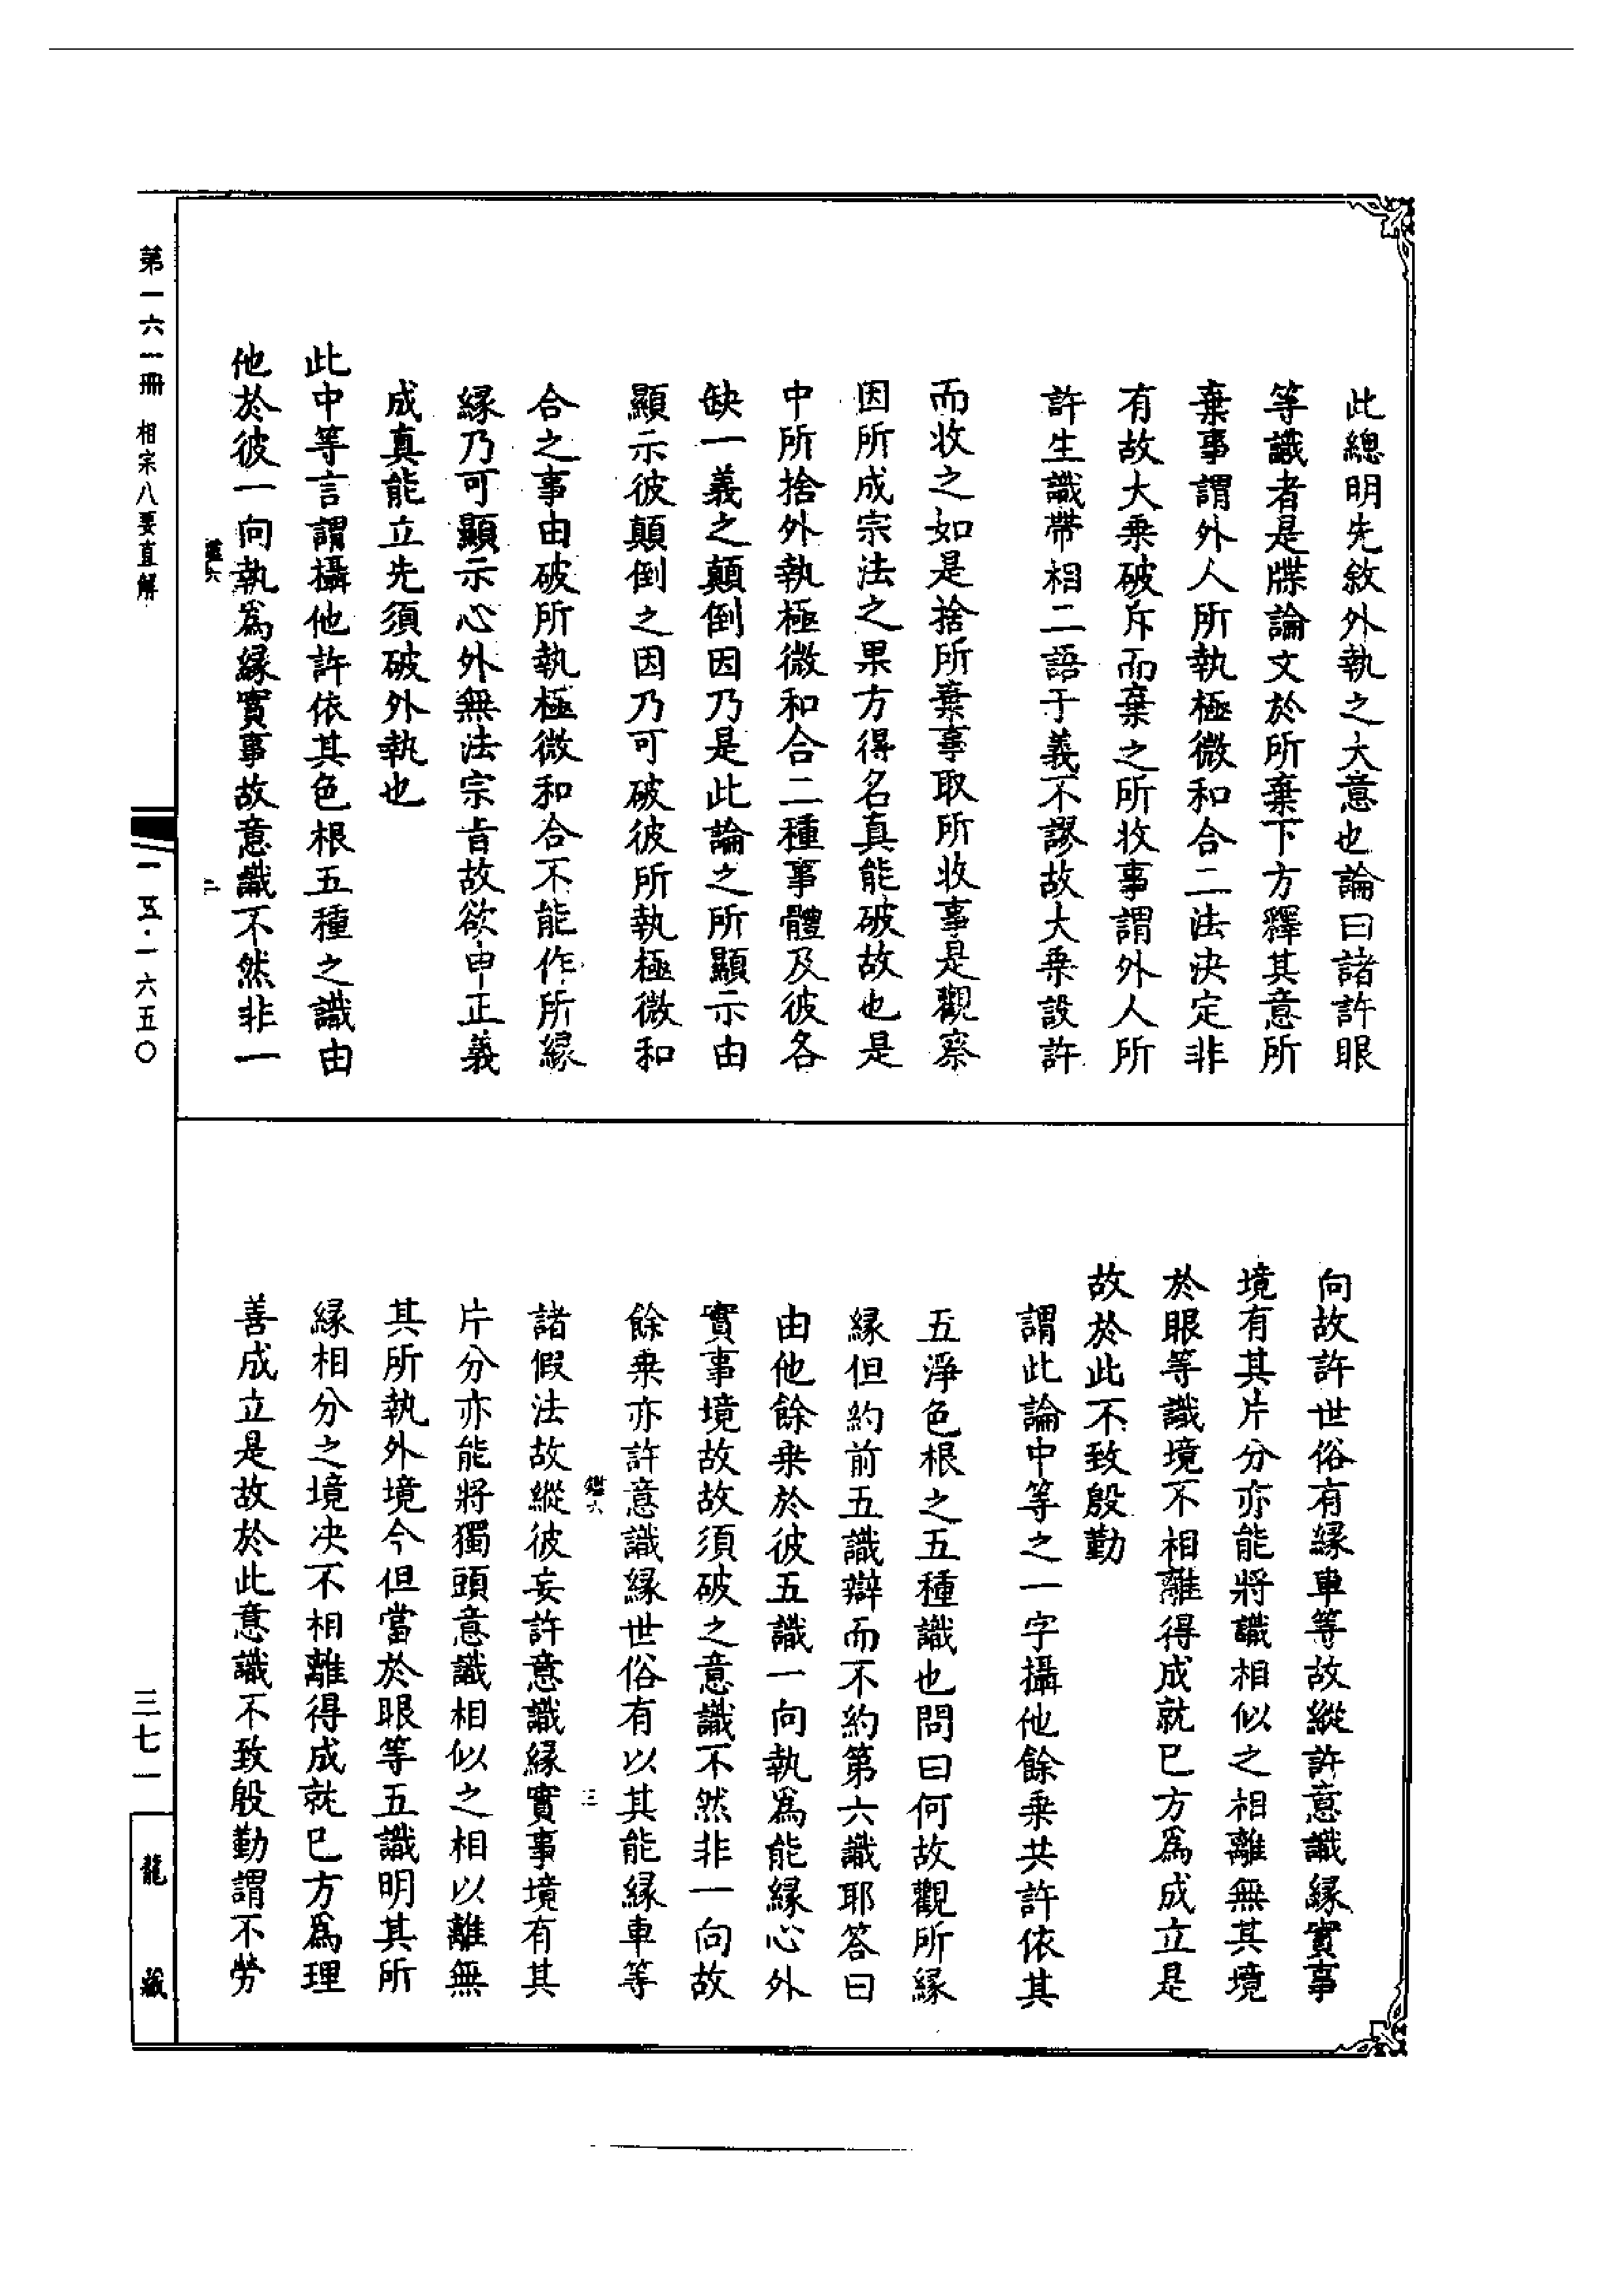 此總明先敘外執之大意也論曰諸許眼
等識者是牒論文於所棄下方釋其意所
棄事謂外人所執極微和合二法決定非
有故大乗破斥而棄之所收事謂外人所
許生識帶相二語于義不謬故大乗設許
而收之如是捨所棄事取所收事是觀察
因所成宗法之果方得名真能破故也是
中所捨外執極微和合二種事體及彼各
缺一義之顛倒因乃是此論之所顯示由
顯示彼顛倒之因乃可破彼所執極微和
合之事由破所執極微和合不能作所緣
緣乃可顯示心外無法宗旨故欲申正義
成真能立先須破外執也
此中等言謂攝他許依其色根五種之識由
他於彼一向執為緣實事故意識不然非一
鑑六
二
向故許世俗有緣車等故縱許意識緣實事
境有其片分亦能將識相似之相離無其境
於眼等識境不相離得成就已方為成立是
故於此不致殷勤
謂此論中等之一字攝他餘乗共許依其
五淨色根之五種識也問曰何故觀所緣
緣但約前五識辯而不約第六識耶答曰
由他餘乗於彼五識一向執為能緣心外
實事境故故須破之意識不然非一向故
餘乗亦許意識緣世俗有以其能緣車等
鑑六
三
諸假法故縱彼妄許意識緣實事境有其
片分亦能將獨頭意識相似之相以離無
其所執外境今但當於眼等五識明其所
緣相分之境決不相離得成就已方為理
善成立是故於此意識不致殷勤謂不勞
第一六一冊 相宗八要直解
一五·一六五〇
三七一
龍藏